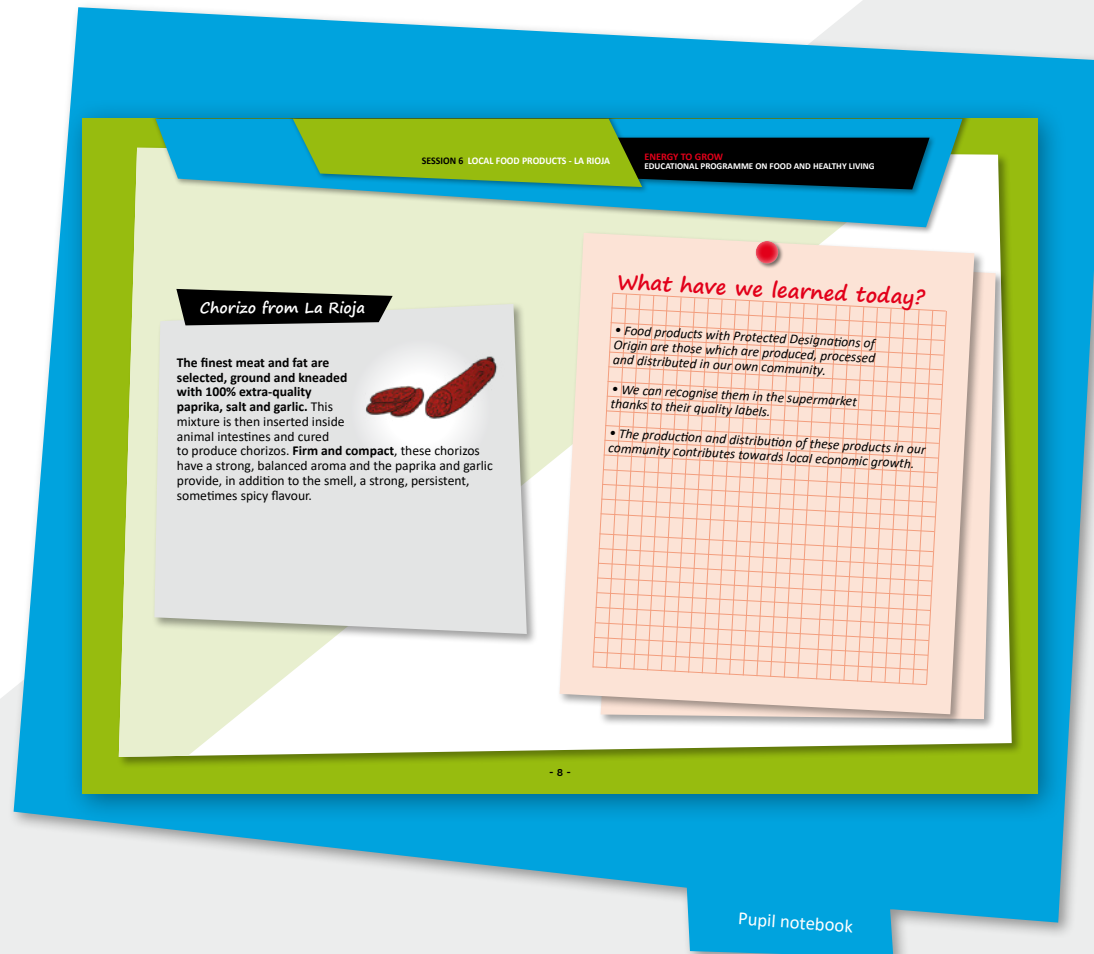 SESSION 6 LOCAL FOOD PRODUCTS - LA RIOJA
ENERGY TO GROW
EDUCATIONAL PROGRAMME ON FOOD AND HEALTHY LIVING
Chorizo from La Rioja
The finest meat and fat are
selected, ground and kneaded
with 100% extra-quality
paprika, salt and garlic. This
mixture is then inserted inside
animal intestines and cured
to produce chorizos. Firm and compact, these chorizos
have a strong, balanced aroma and the paprika and garlic
provide, in addition to the smell, a strong, persistent,
sometimes spicy flavour.
What have we learned today?
• Food products with Protected Designations of
Origin are those which are produced, processed
and distributed in our own community.
• We can recognise them in the supermarket
thanks to their quality labels.
• The production and distribution of these products in our
community contributes towards local economic growth.
- 8 -
Pupil notebook